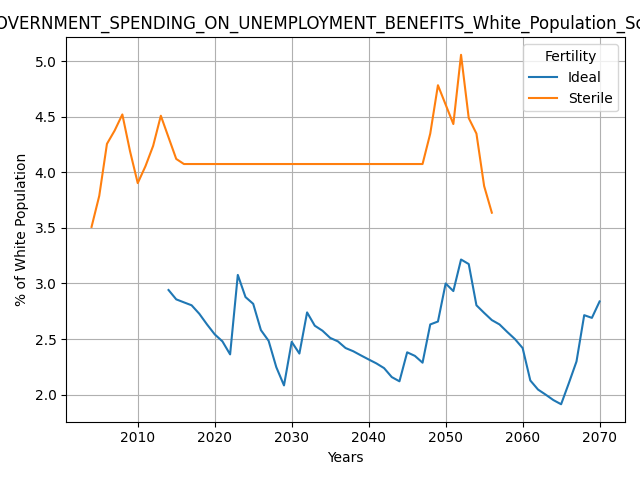 OVERNMENT_SPENDING_ON_UNEMPLOYMENT_BENEFITS_White_Population_So
Fertility
Ideal
Sterile
5.0
4.5
4.0
3.5
3.0
2.5
2.0
% of White Population
2010 2020 2030 2040 2050 2060 2070
Years